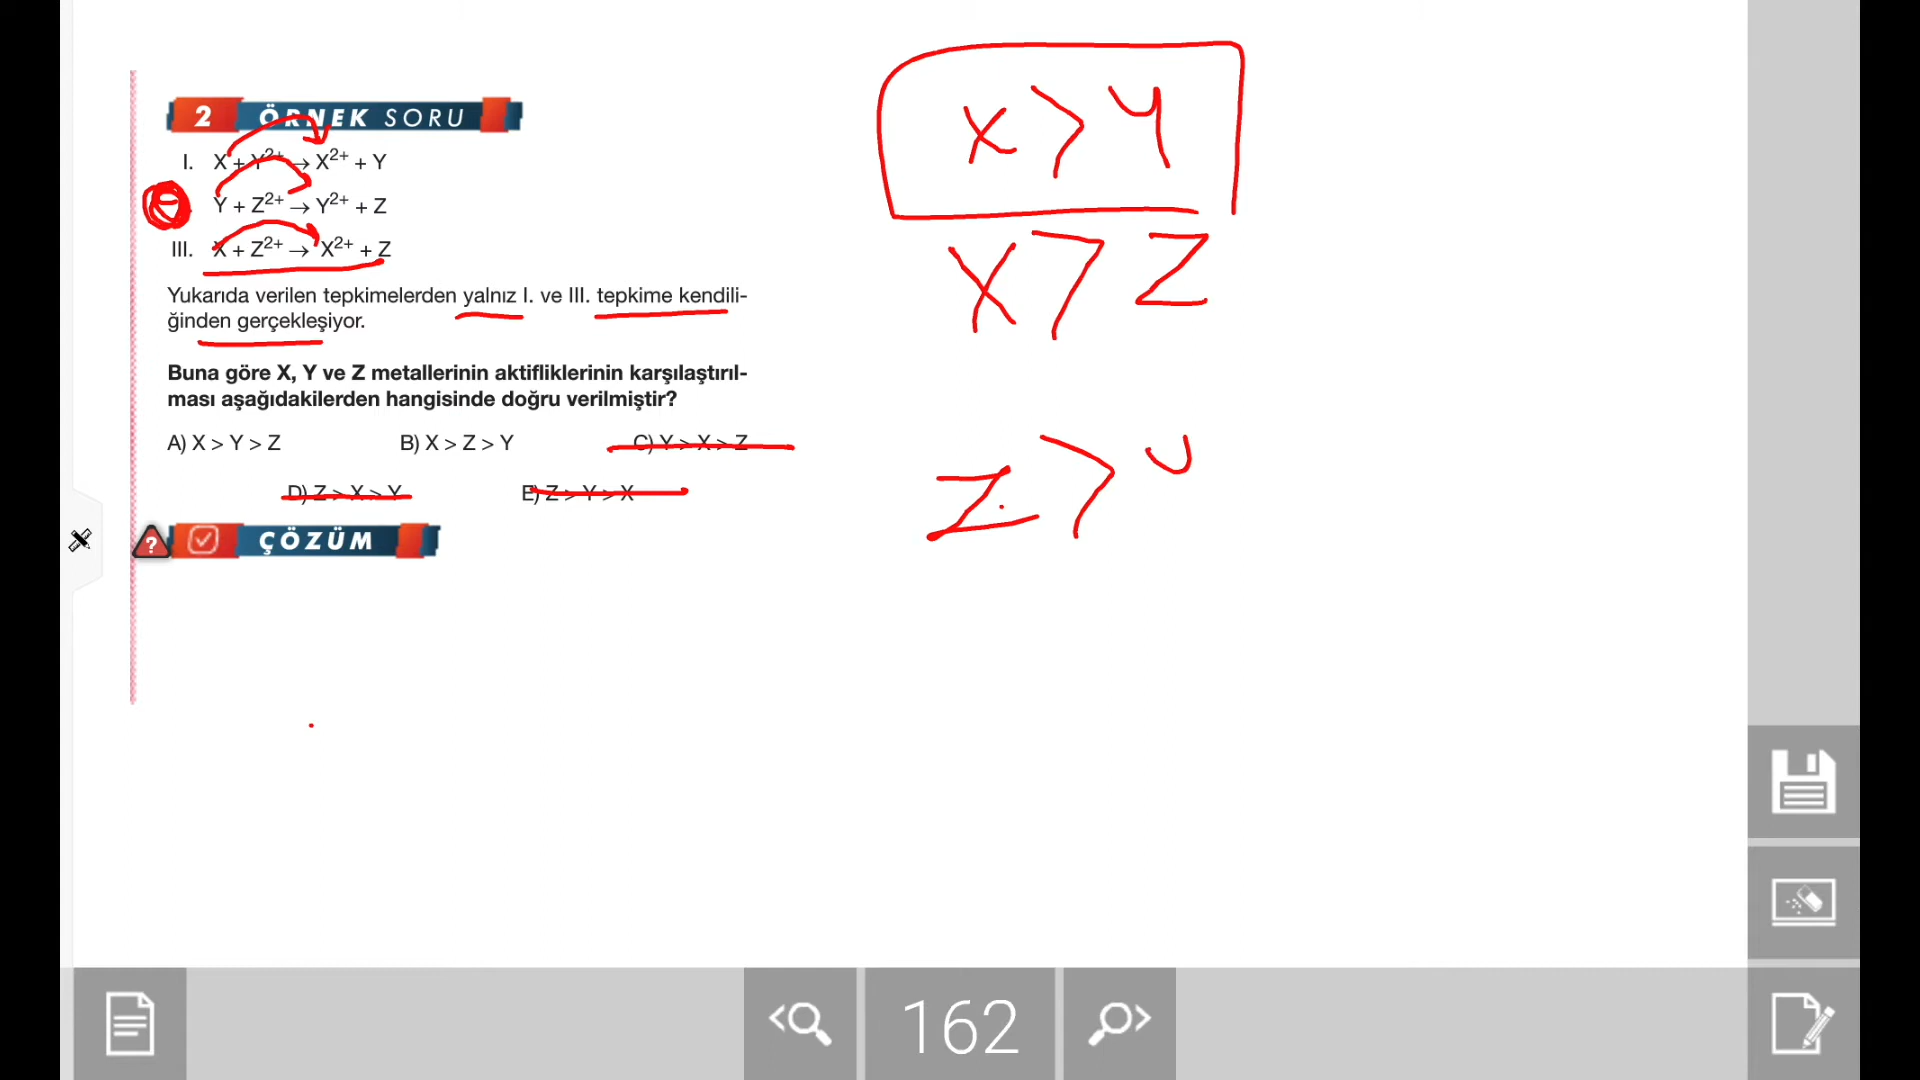 2 ÖRNEK SORU
I. X + Y²⁺ → X²⁺ + Y
Y + Z²⁺ → Y²⁺ + Z
III. X + Z²⁺ → X²⁺ + Z
Yukarıda verilen tepkimelerden yalnız I. ve III. tepkime kendili-
ğinden gerçekleşiyor.
Buna göre X, Y ve Z metallerinin aktifliklerinin karşılaştırıl-
ması aşağıdakilerden hangisinde doğru verilmiştir?
A) X > Y > Z B) X > Z > Y C) Y > X > Z
D) Z > X > Y E) Z > Y > X
? ÇÖZÜM
X > Y
X > Z
Z >
162